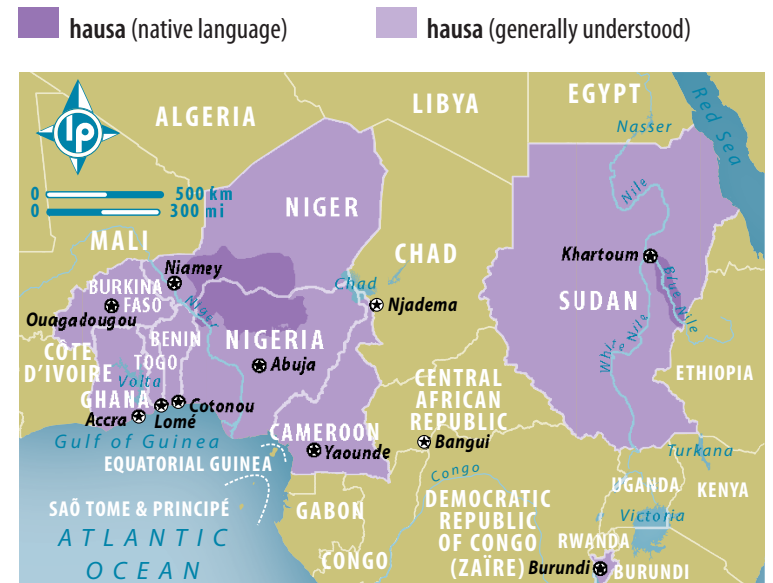 hausa (native language)
hausa (generally understood)
EGYPT
LIBYA
ALGERIA
Red Sea
Nasser
lp
0 500 km
0 300 mi
Nile
NIGER
MALI
CHAD
Khartoum
Niamey
Chad
BURKINA
FASO
Njadema
Blue Nile
SUDAN
Ouagadougou
Niger
BENIN
NIGERIA
White Nile
CÔTE
D'IVOIRE
TOGO
Abuja
ETHIOPIA
Volta
CENTRAL
AFRICAN
REPUBLIC
GHANA
Cotonou
Accra
Lomé
CAMEROON
Bangui
Gulf of Guinea
Yaounde
Turkana
EQUATORIAL GUINEA
Congo
UGANDA
KENYA
DEMOCRATIC
REPUBLIC
OF CONGO
(ZAÏRE)
SAÕ TOME & PRINCIPÉ
GABON
Victoria
ATLANTIC
OCEAN
RWANDA
CONGO
Burundi
BURUNDI